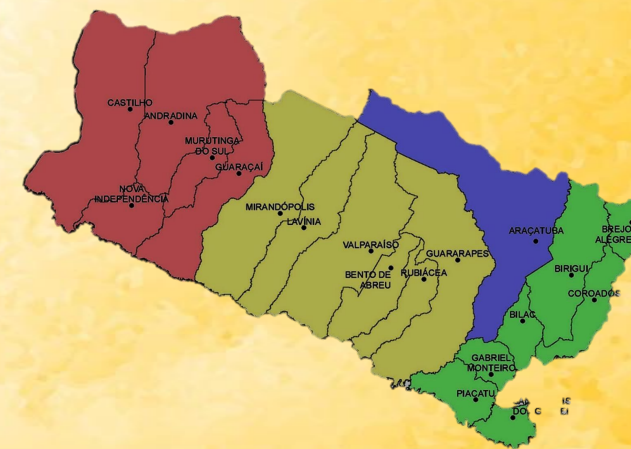 CASTILHO
ANDRADINA
MURUTINGA
DO SUL
GUARAÇAÍ
NOVA
INDEPENDÊNCIA
MIRANDÓPOLIS
LAVÍNIA
VALPARAÍSO
BENTO DE
ABREU
RUBIÁCEA
GUARARAPES
ARAÇATUBA
BREJO
ALEGRE
BIRIGUI
COROADOS
BILAC
GABRIEL
MONTEIRO
PIACATU